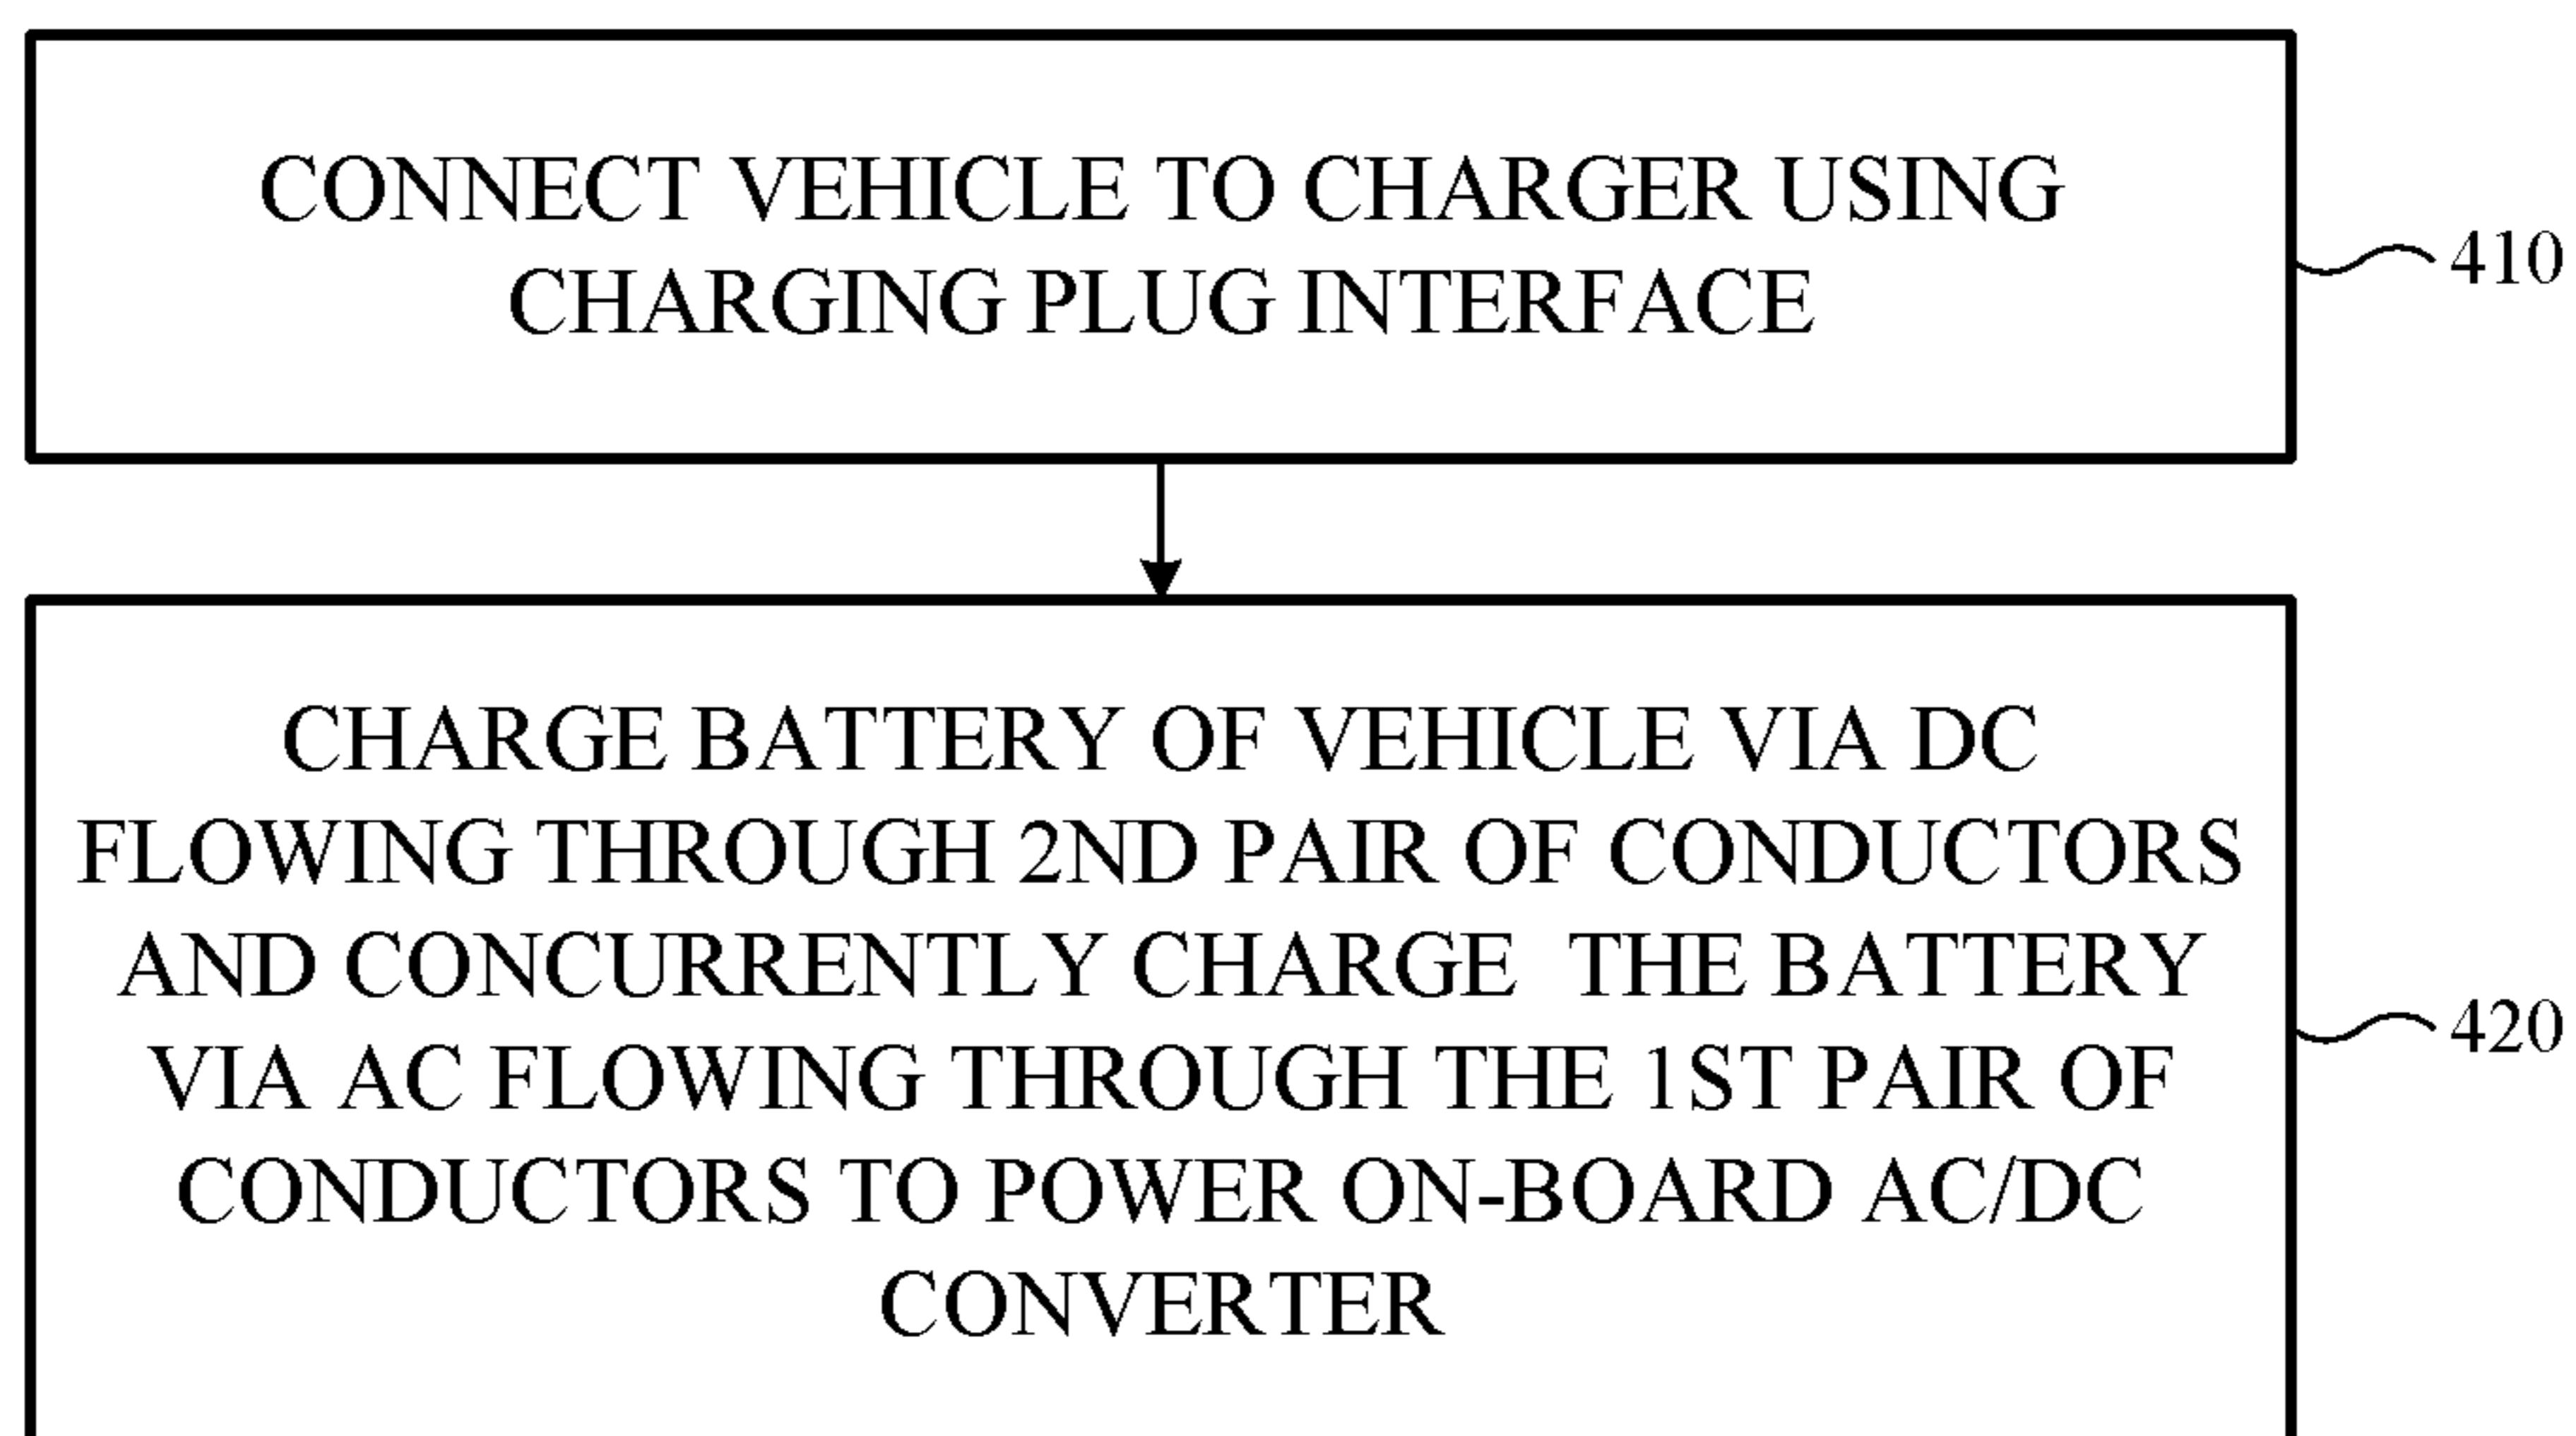 CONNECT VEHICLE TO CHARGER USING
CHARGING PLUG INTERFACE
410
CHARGE BATTERY OF VEHICLE VIA DC
FLOWING THROUGH 2ND PAIR OF CONDUCTORS
AND CONCURRENTLY CHARGE THE BATTERY
VIA AC FLOWING THROUGH THE 1ST PAIR OF
CONDUCTORS TO POWER ON-BOARD AC/DC
CONVERTER
420